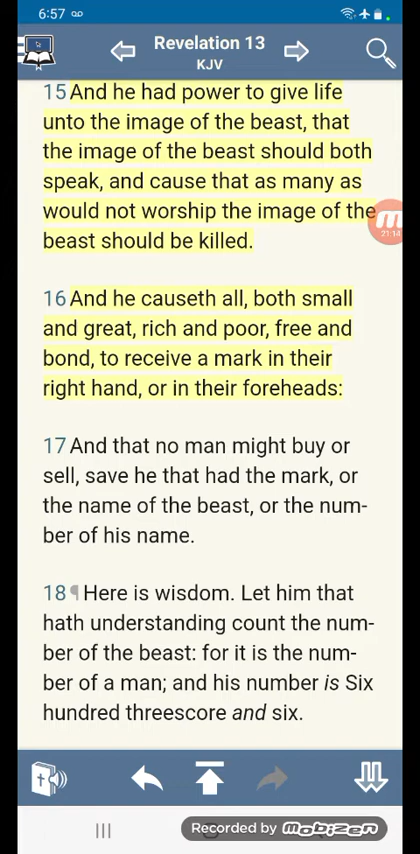 6:57
Revelation 13
KJV
15 And he had power to give life
unto the image of the beast, that
the image of the beast should both
speak, and cause that as many as
would not worship the image of the
beast should be killed.
21:14
16 And he causeth all, both small
and great, rich and poor, free and
bond, to receive a mark in their
right hand, or in their foreheads:
17 And that no man might buy or
sell, save he that had the mark, or
the name of the beast, or the num-
ber of his name.
18 ¶ Here is wisdom. Let him that
hath understanding count the num-
ber of the beast: for it is the num-
ber of a man; and his number is Six
hundred threescore and six.
Recorded by mobizen